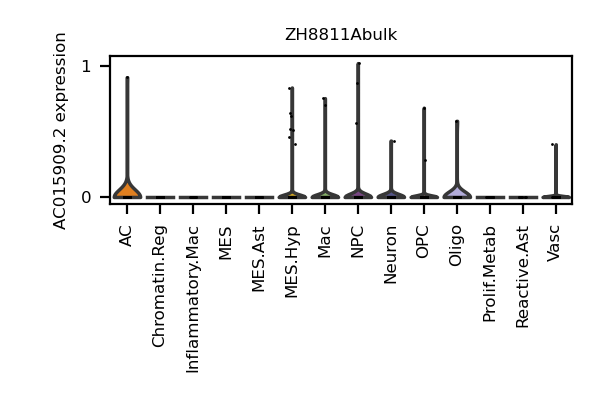 ZH8811Abulk
AC015909.2 expression
1
0
AC
Chromatin.Reg
Inflammatory.Mac
MES
MES.Ast
MES.Hyp
Mac
NPC
Neuron
OPC
Oligo
Prolif.Metab
Reactive.Ast
Vasc